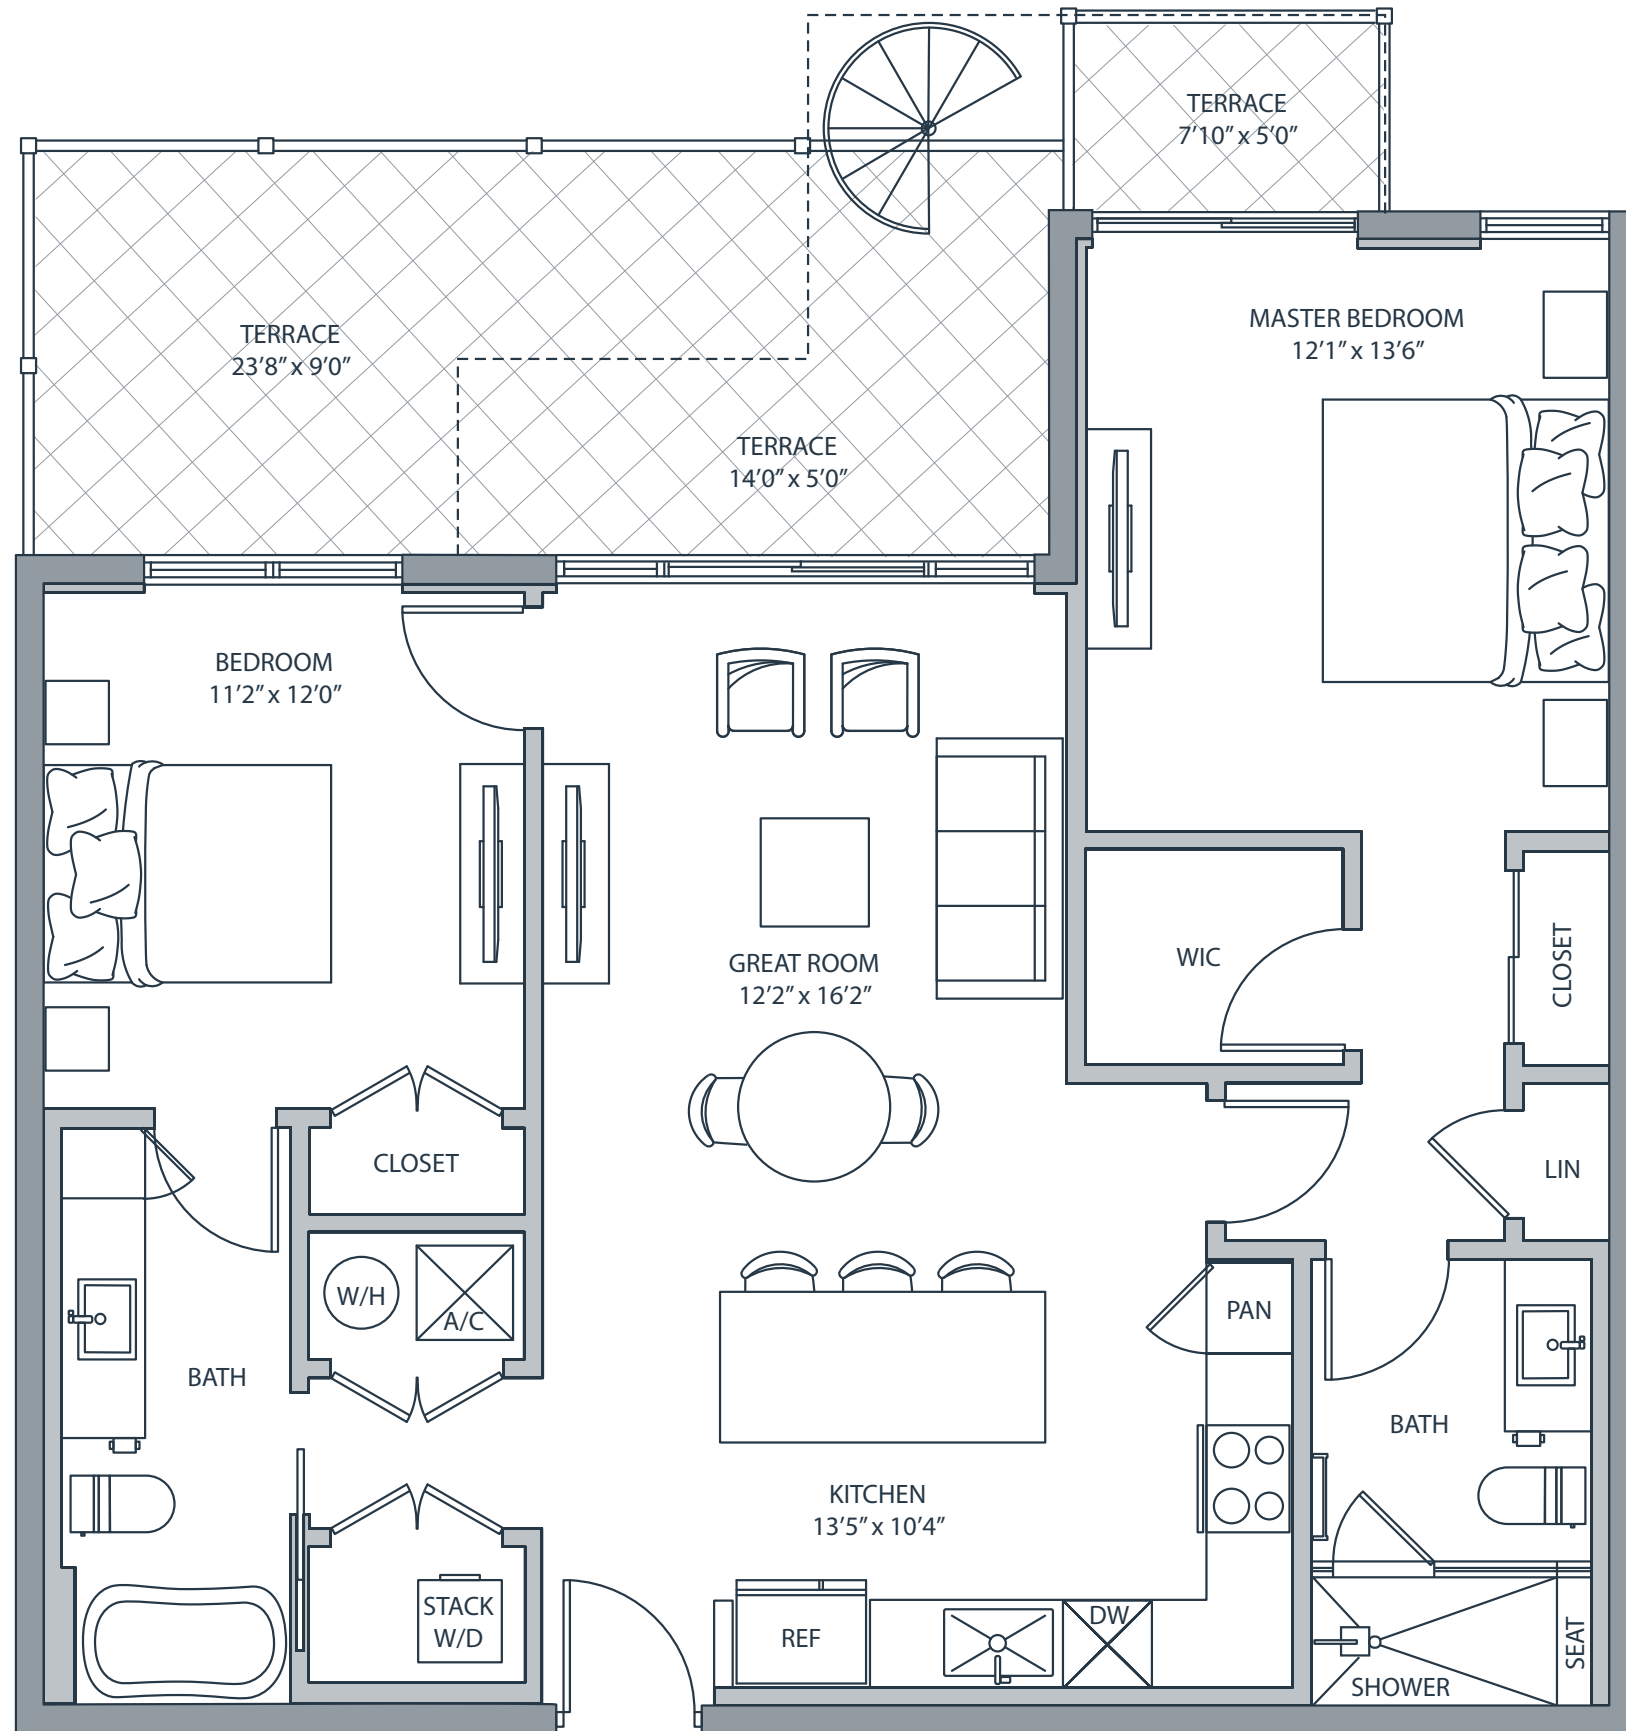 TERRACE
7’10” x 5’0”
TERRACE
23’8” x 9’0”
TERRACE
14’0” x 5’0”
MASTER BEDROOM
12’1” x 13’6”
BEDROOM
11’2” x 12’0”
GREAT ROOM
12’2” x 16’2”
WIC
CLOSET
CLOSET
LIN
W/H
A/C
PAN
BATH
BATH
KITCHEN
13’5” x 10’4”
STACK
W/D
REF
DW
SEAT
SHOWER